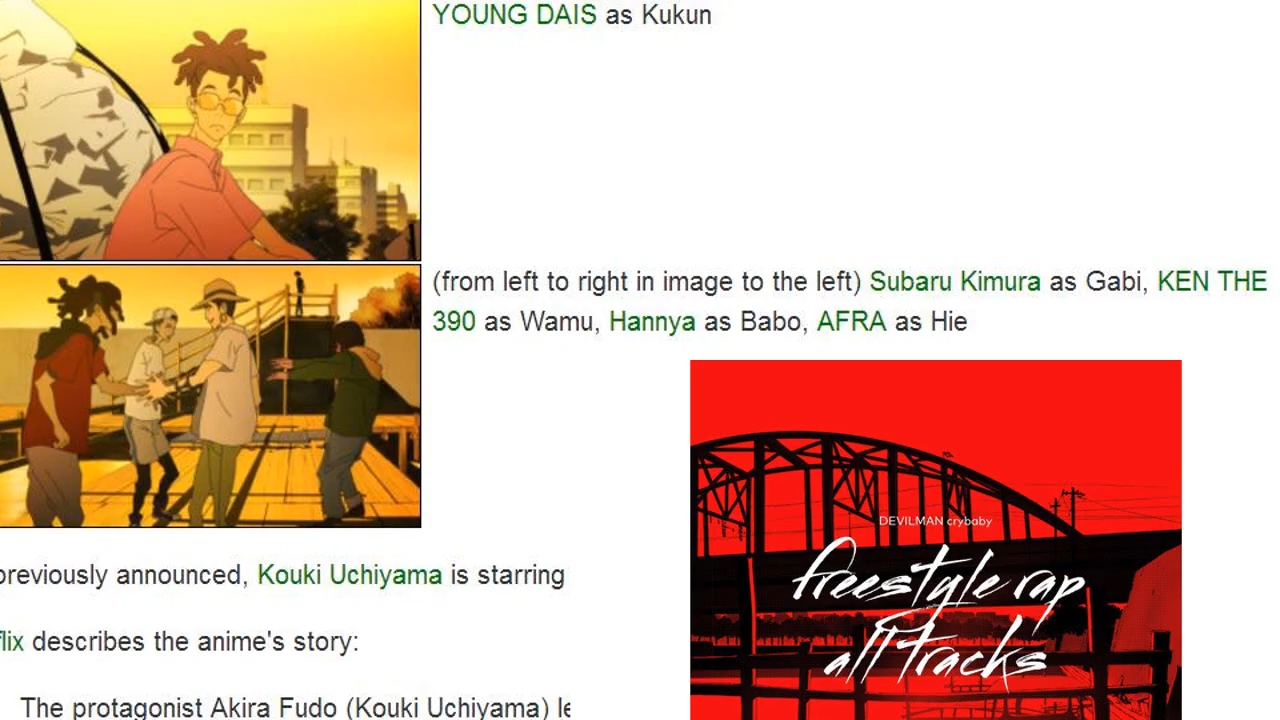 YOUNG DAIS as Kukun
(from left to right in image to the left) Subaru Kimura as Gabi, KEN THE
390 as Wamu, Hannya as Babo, AFRA as Hie
DEVILMAN crybaby
freestyle rap
all tracks
previously announced, Kouki Uchiyama is starring
flix describes the anime's story:
The protagonist Akira Fudo (Kouki Uchiyama) le